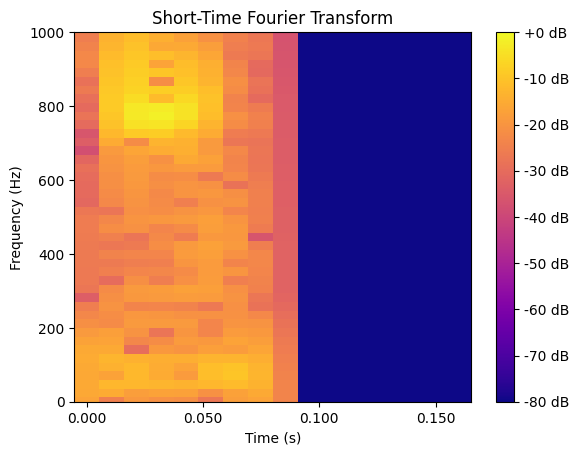 Short-Time Fourier Transform
Frequency (Hz)
1000
800
600
400
200
0
0.000
0.050
0.100
0.150
Time (s)
+0 dB
-10 dB
-20 dB
-30 dB
-40 dB
-50 dB
-60 dB
-70 dB
-80 dB